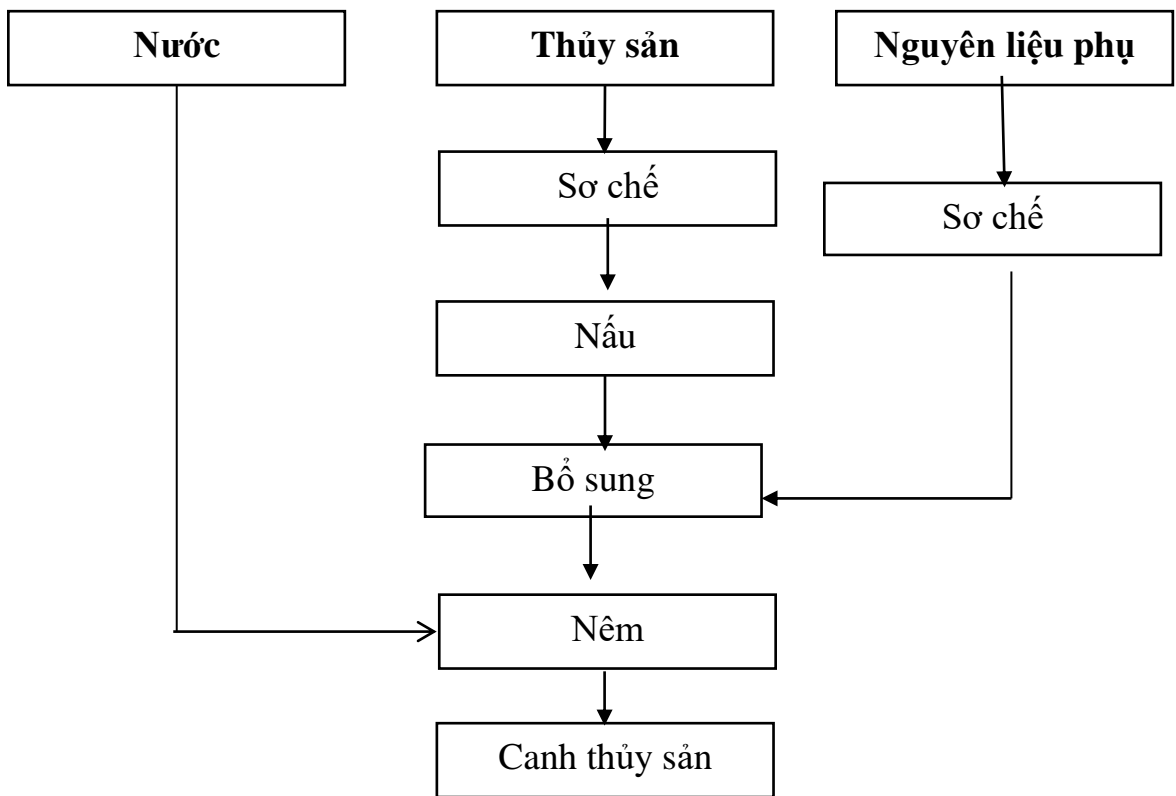 Nước
Thủy sản
Nguyên liệu phụ
Sơ chế
Sơ chế
Nấu
Bổ sung
Nêm
Canh thủy sản